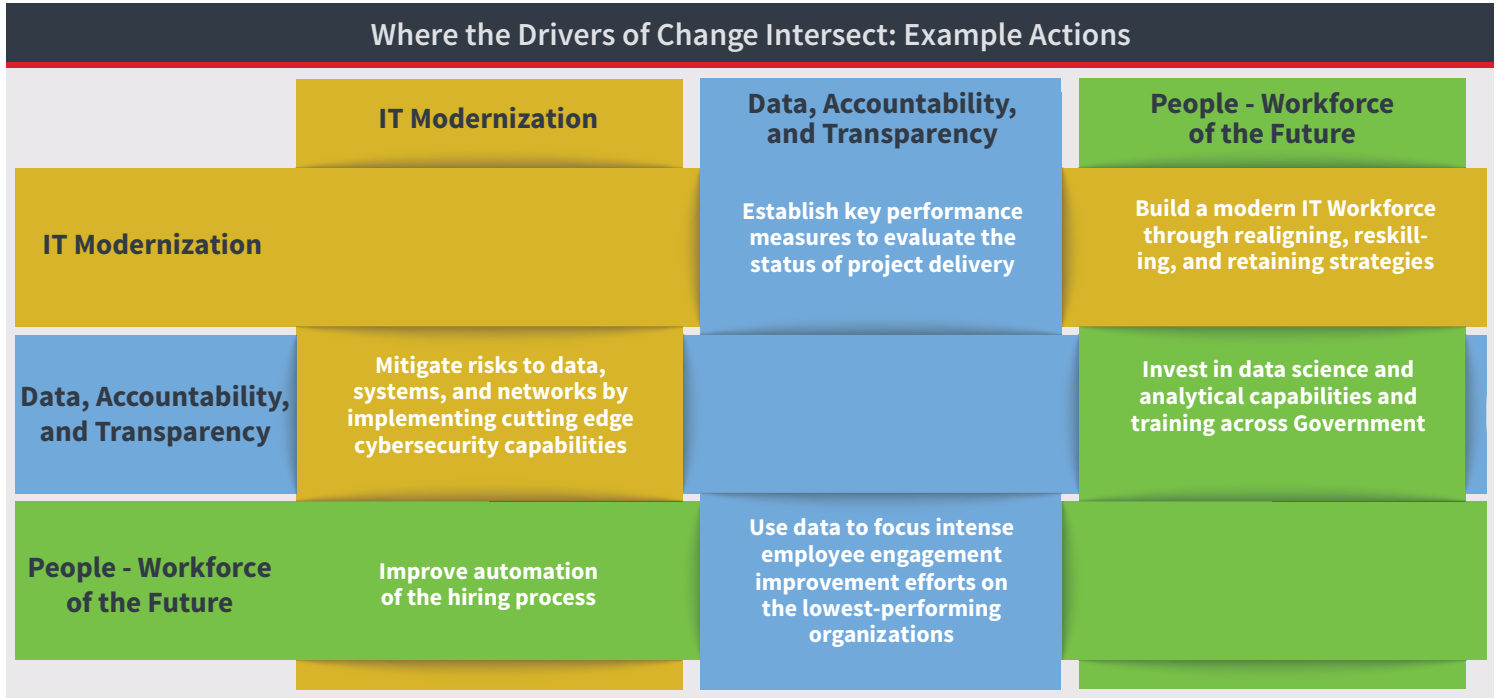 Where the Drivers of Change Intersect: Example Actions
IT Modernization
Data, Accountability,
and Transparency
People - Workforce
of the Future
IT Modernization
Establish key performance
measures to evaluate the
status of project delivery
Build a modern IT Workforce
through realigning, reskill-
ing, and retaining strategies
Data, Accountability,
and Transparency
Mitigate risks to data,
systems, and networks by
implementing cutting edge
cybersecurity capabilities
Invest in data science and
analytical capabilities and
training across Government
People - Workforce
of the Future
Improve automation
of the hiring process
Use data to focus intense
employee engagement
improvement efforts on
the lowest-performing
organizations